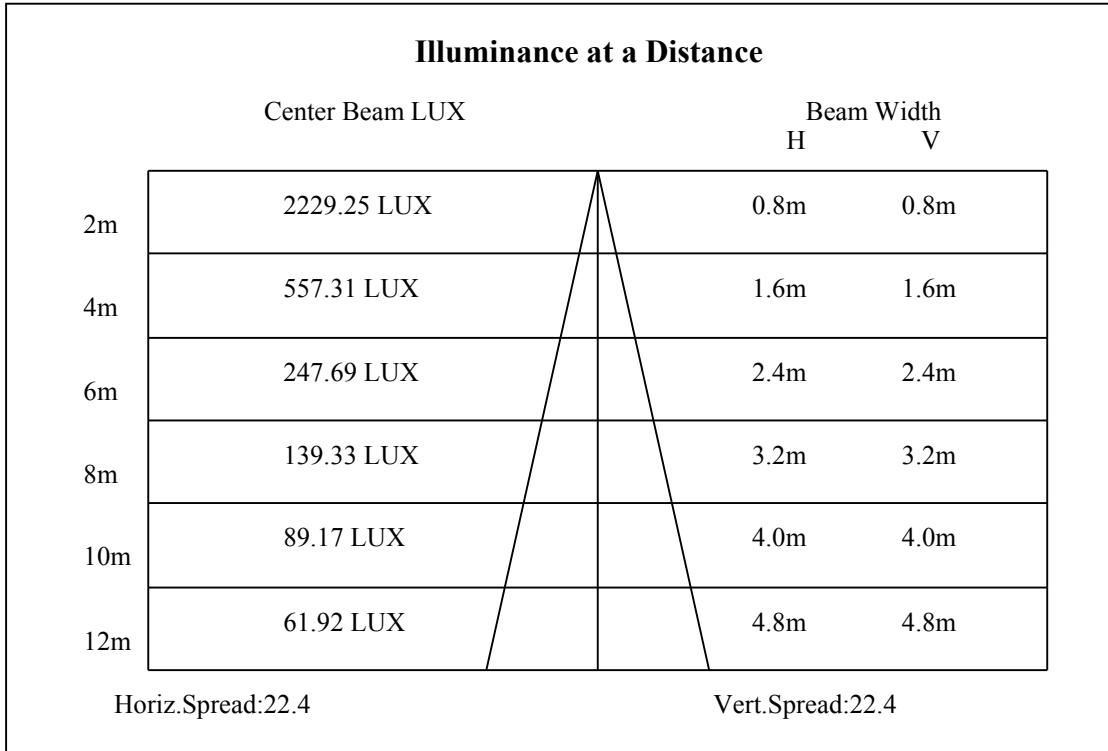 Illuminance at a Distance
Center Beam LUX Beam Width
H V
2m 2229.25 LUX 0.8m 0.8m
4m 557.31 LUX 1.6m 1.6m
6m 247.69 LUX 2.4m 2.4m
8m 139.33 LUX 3.2m 3.2m
10m 89.17 LUX 4.0m 4.0m
12m 61.92 LUX 4.8m 4.8m
Horiz.Spread:22.4 Vert.Spread:22.4